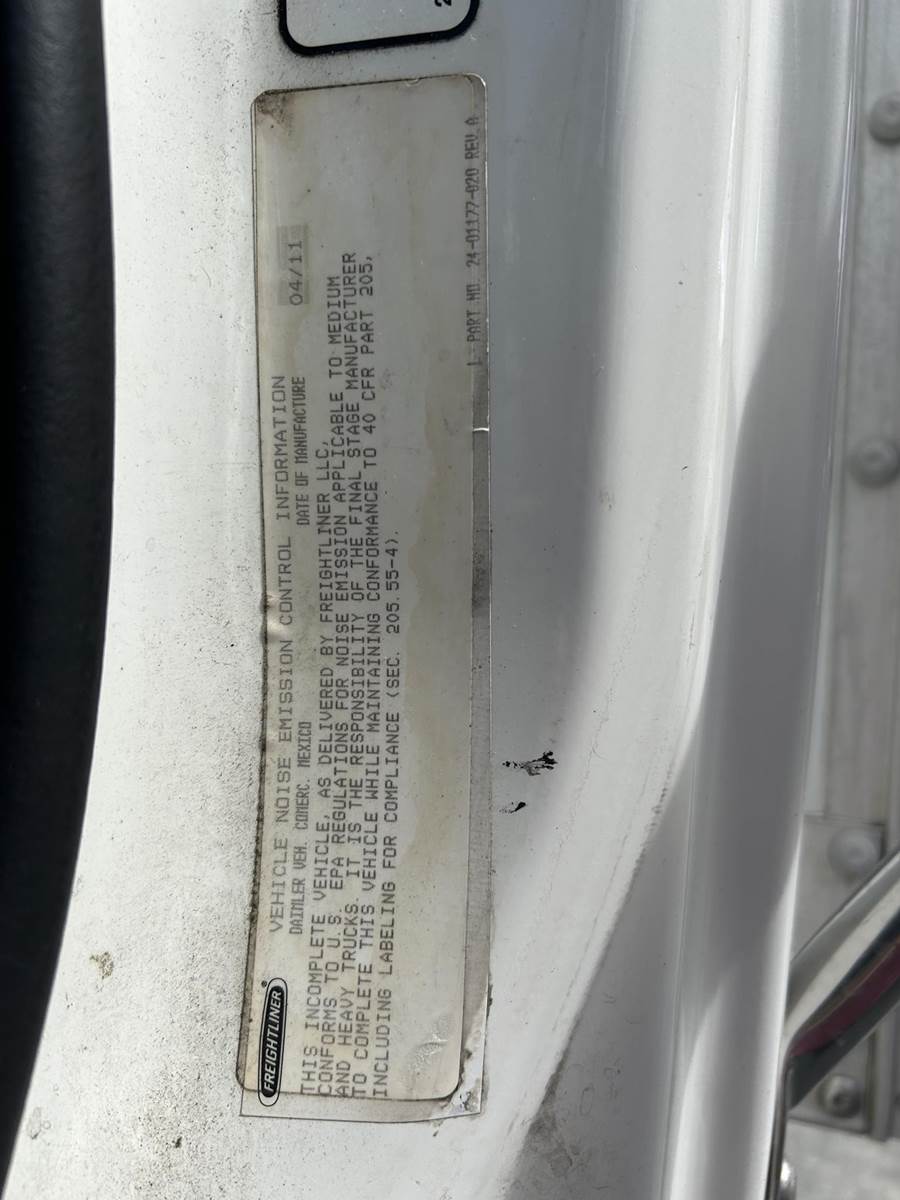 FREIGHTLINER®
VEHICLE NOISE EMISSION CONTROL INFORMATION
DAIMLER VEH. COMERC. MEXICO DATE OF MANUFACTURE 04/11
THIS INCOMPLETE VEHICLE, AS DELIVERED BY FREIGHTLINER LLC,
CONFORMS TO U.S. EPA REGULATIONS FOR NOISE EMISSION APPLICABLE TO MEDIUM
AND HEAVY TRUCKS. IT IS THE RESPONSIBILITY OF THE FINAL STAGE MANUFACTURER
TO COMPLETE THIS VEHICLE WHILE MAINTAINING CONFORMANCE TO 40 CFR PART 205,
INCLUDING LABELING FOR COMPLIANCE (SEC. 205.55-4).
PART NO. 24-01177-020 REV A